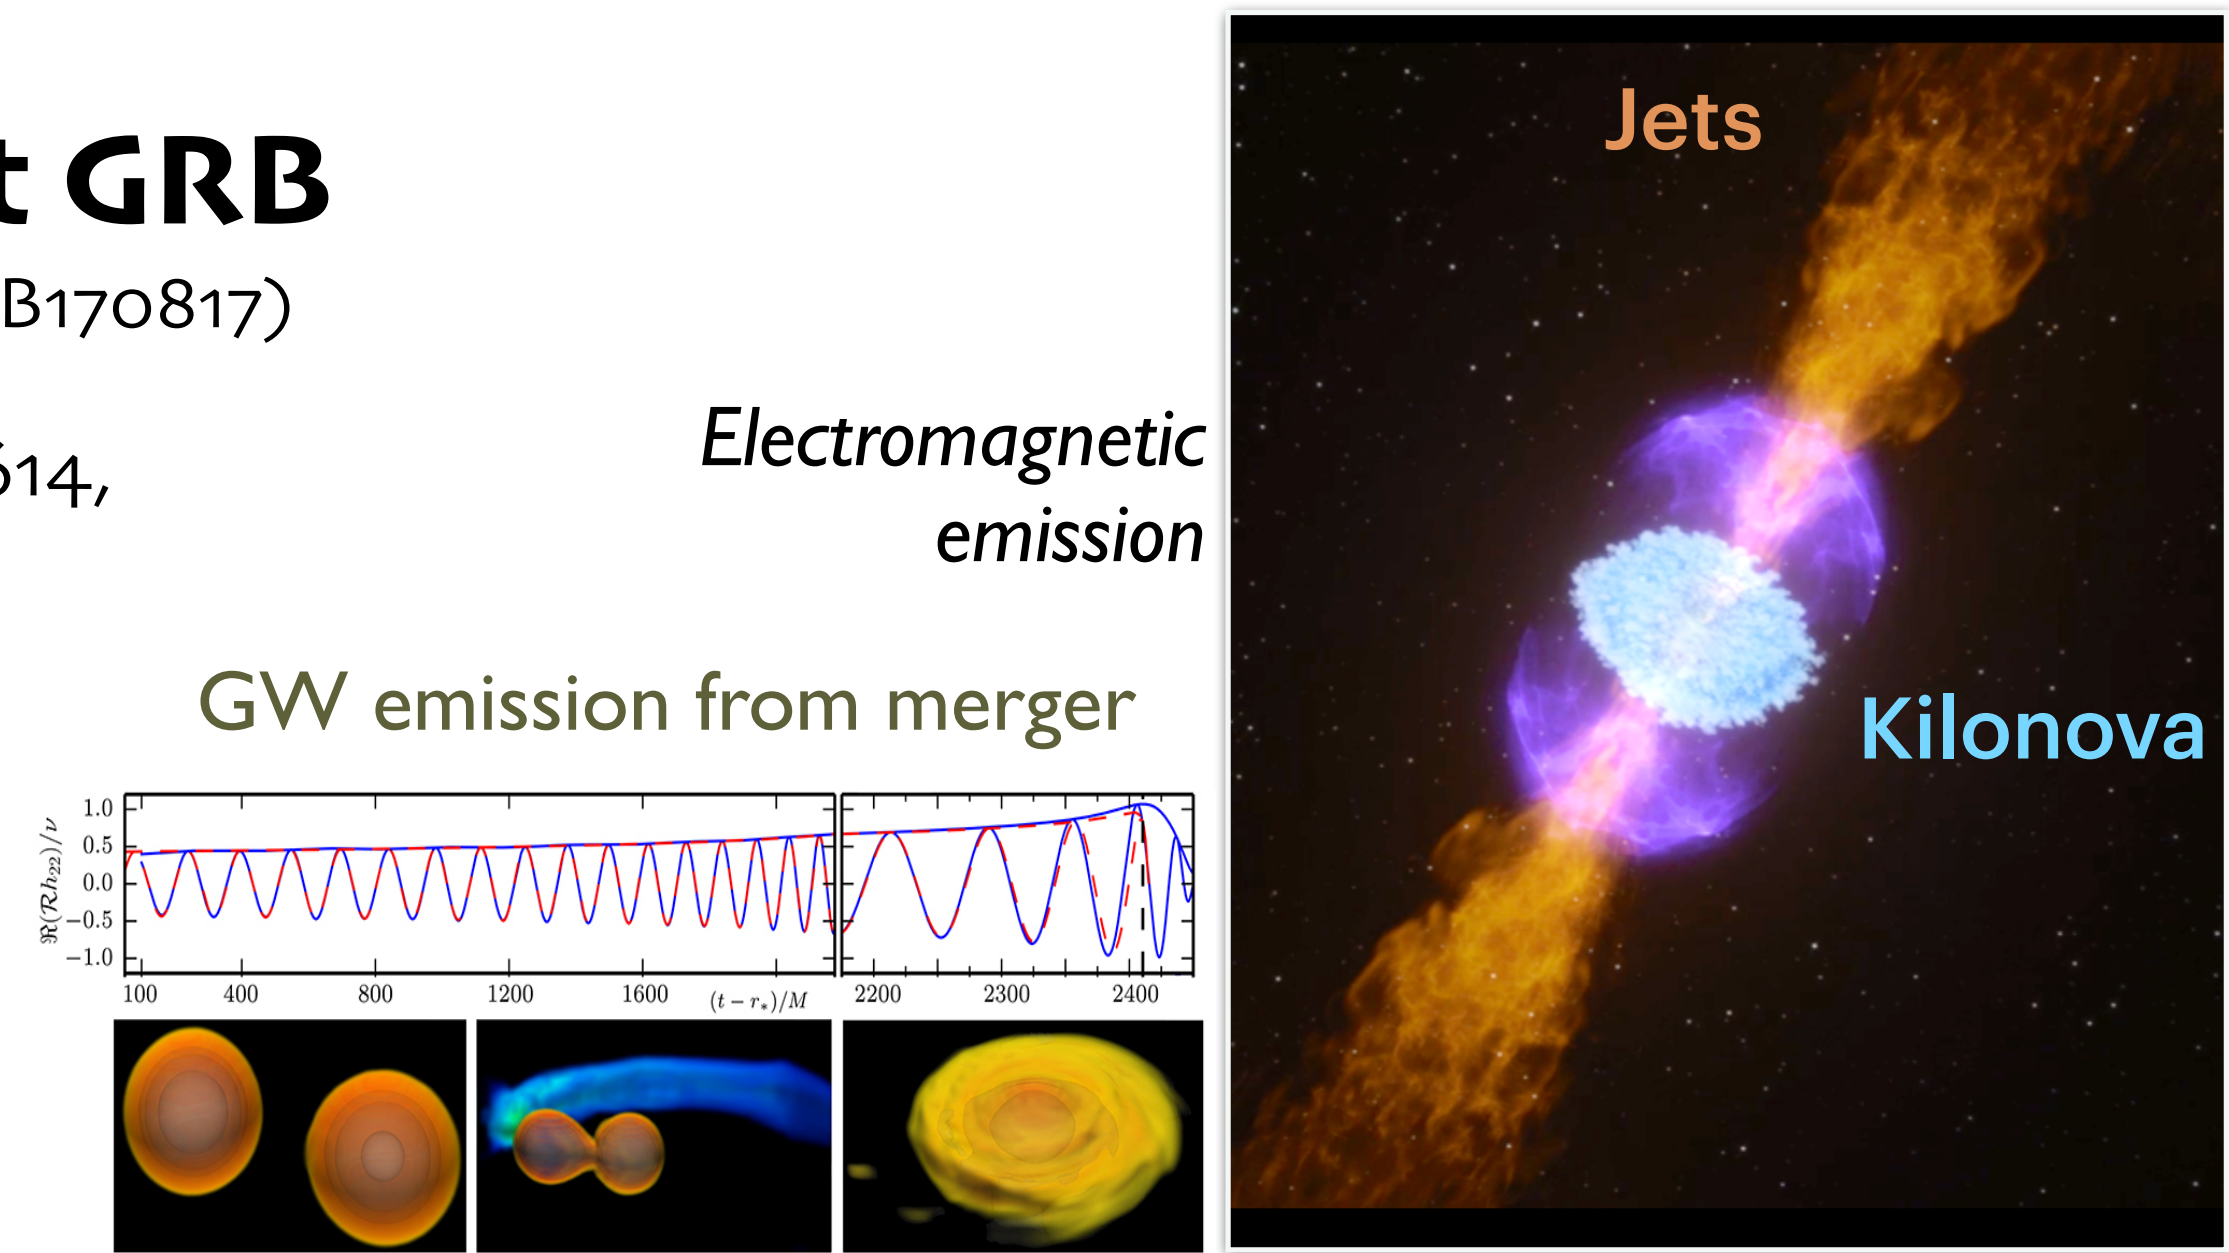 t GRB
B170817)
614,
Electromagnetic
emission
GW emission from merger
Jets
Kilonova
ℜ(Rh₂₂)/ν
1.0
0.5
0.0
−0.5
−1.0
100 400 800 1200 1600 (t − r*)/M 2200 2300 2400